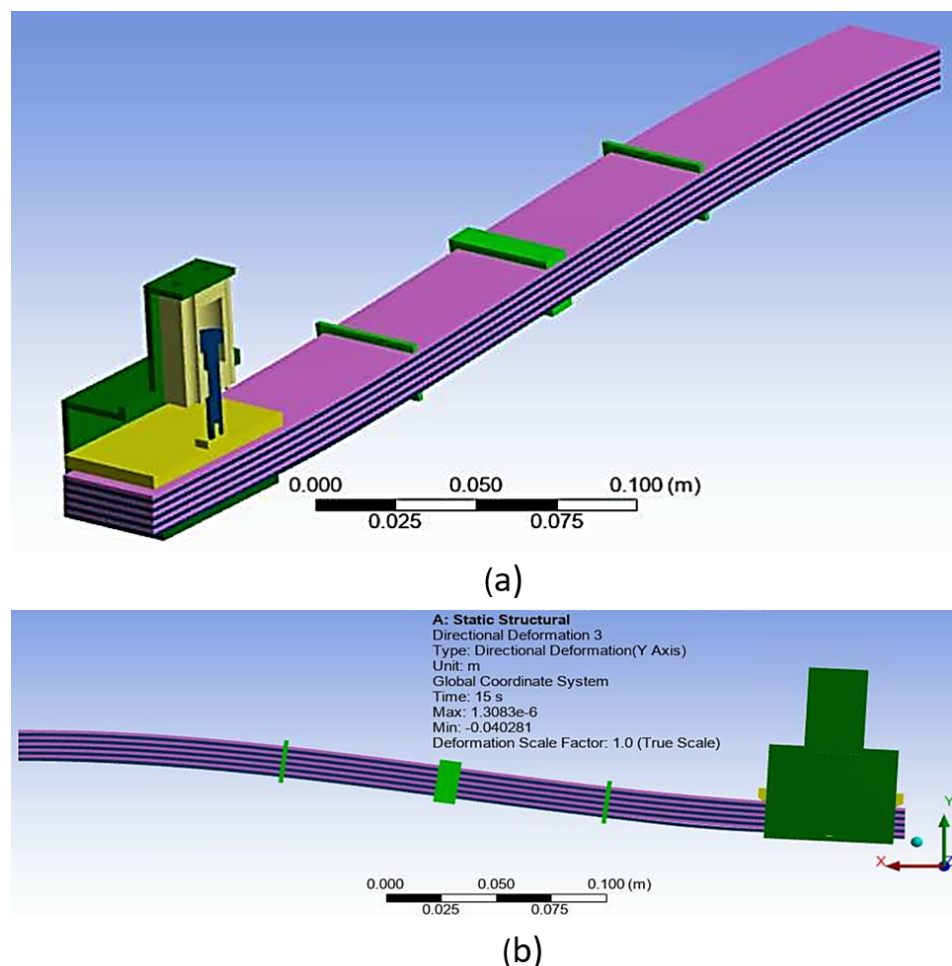 0.000 0.050 0.100 (m)
0.025 0.075
(a)
A: Static Structural
Directional Deformation 3
Type: Directional Deformation(Y Axis)
Unit: m
Global Coordinate System
Time: 15 s
Max: 1.3083e-6
Min: -0.040281
Deformation Scale Factor: 1.0 (True Scale)
Y
X Z
0.000 0.050 0.100 (m)
0.025 0.075
(b)